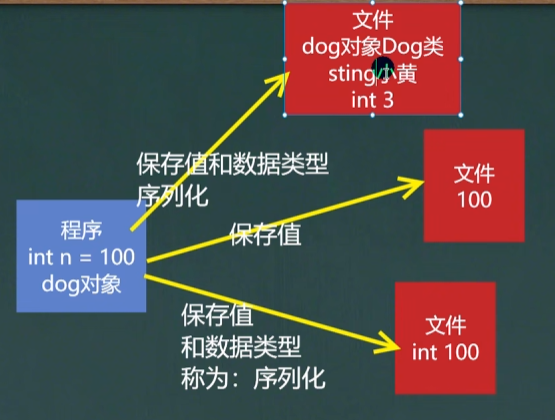 文件
dog对象Dog类
sting小黄
int 3
保存值和数据类型
序列化
文件
100
程序
int n = 100
dog对象
保存值
保存值
和数据类型
称为：序列化
文件
int 100